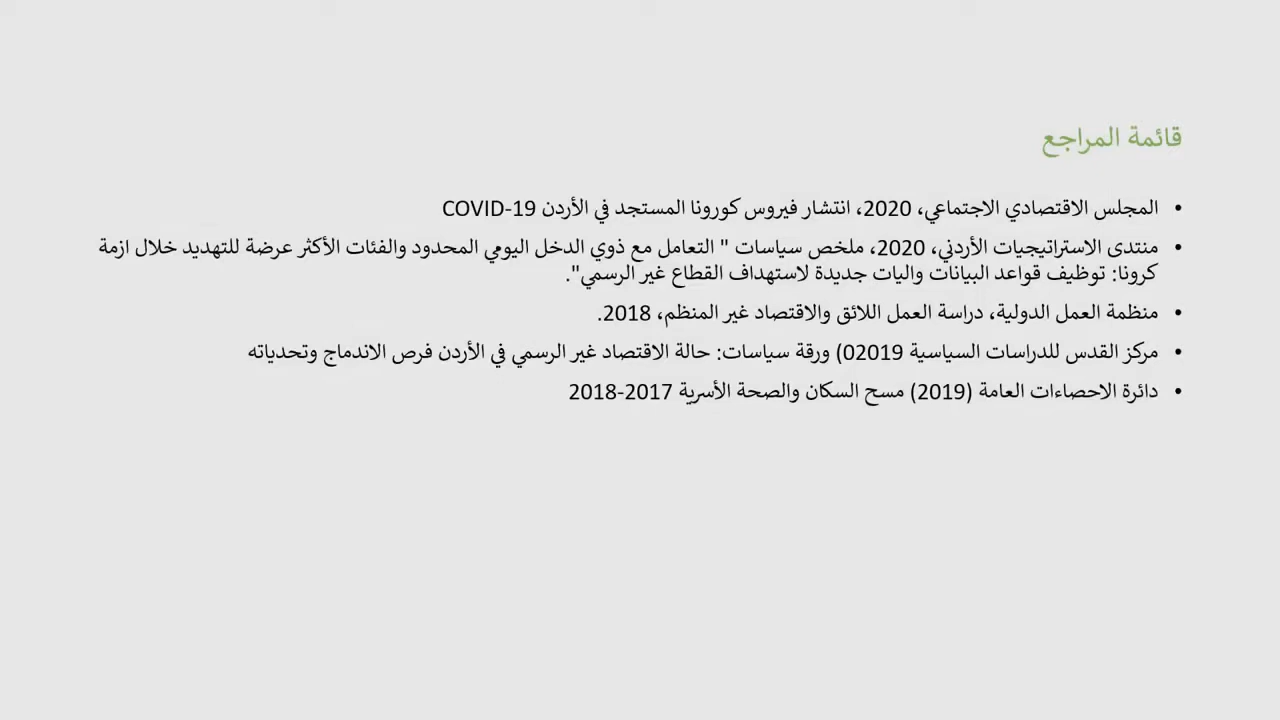 قائمة المراجع
• المجلس الاقتصادي الاجتماعي، 2020، انتشار فيروس كورونا المستجد في الأردن COVID-19
• منتدى الاستراتيجيات الأردني، 2020، ملخص سياسات " التعامل مع ذوي الدخل اليومي المحدود والفئات الأكثر عرضة للتهديد خلال ازمة
كرونا: توظيف قواعد البيانات واليات جديدة لاستهداف القطاع غير الرسمي".
• منظمة العمل الدولية، دراسة العمل اللائق والاقتصاد غير المنظم، 2018.
• مركز القدس للدراسات السياسية 02019) ورقة سياسات: حالة الاقتصاد غير الرسمي في الأردن فرص الاندماج وتحدياته
• دائرة الاحصاءات العامة (2019) مسح السكان والصحة الأسرية 2017-2018